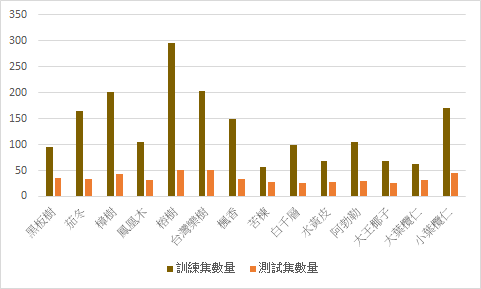 350
300
250
200
150
100
50
0
黑板樹
茄冬
樟樹
鳳凰木
榕樹
台灣欒樹
楓香
苦楝
白千層
水黃皮
阿勃勒
大王椰子
大葉欖仁
小葉欖仁
訓練集數量 測試集數量